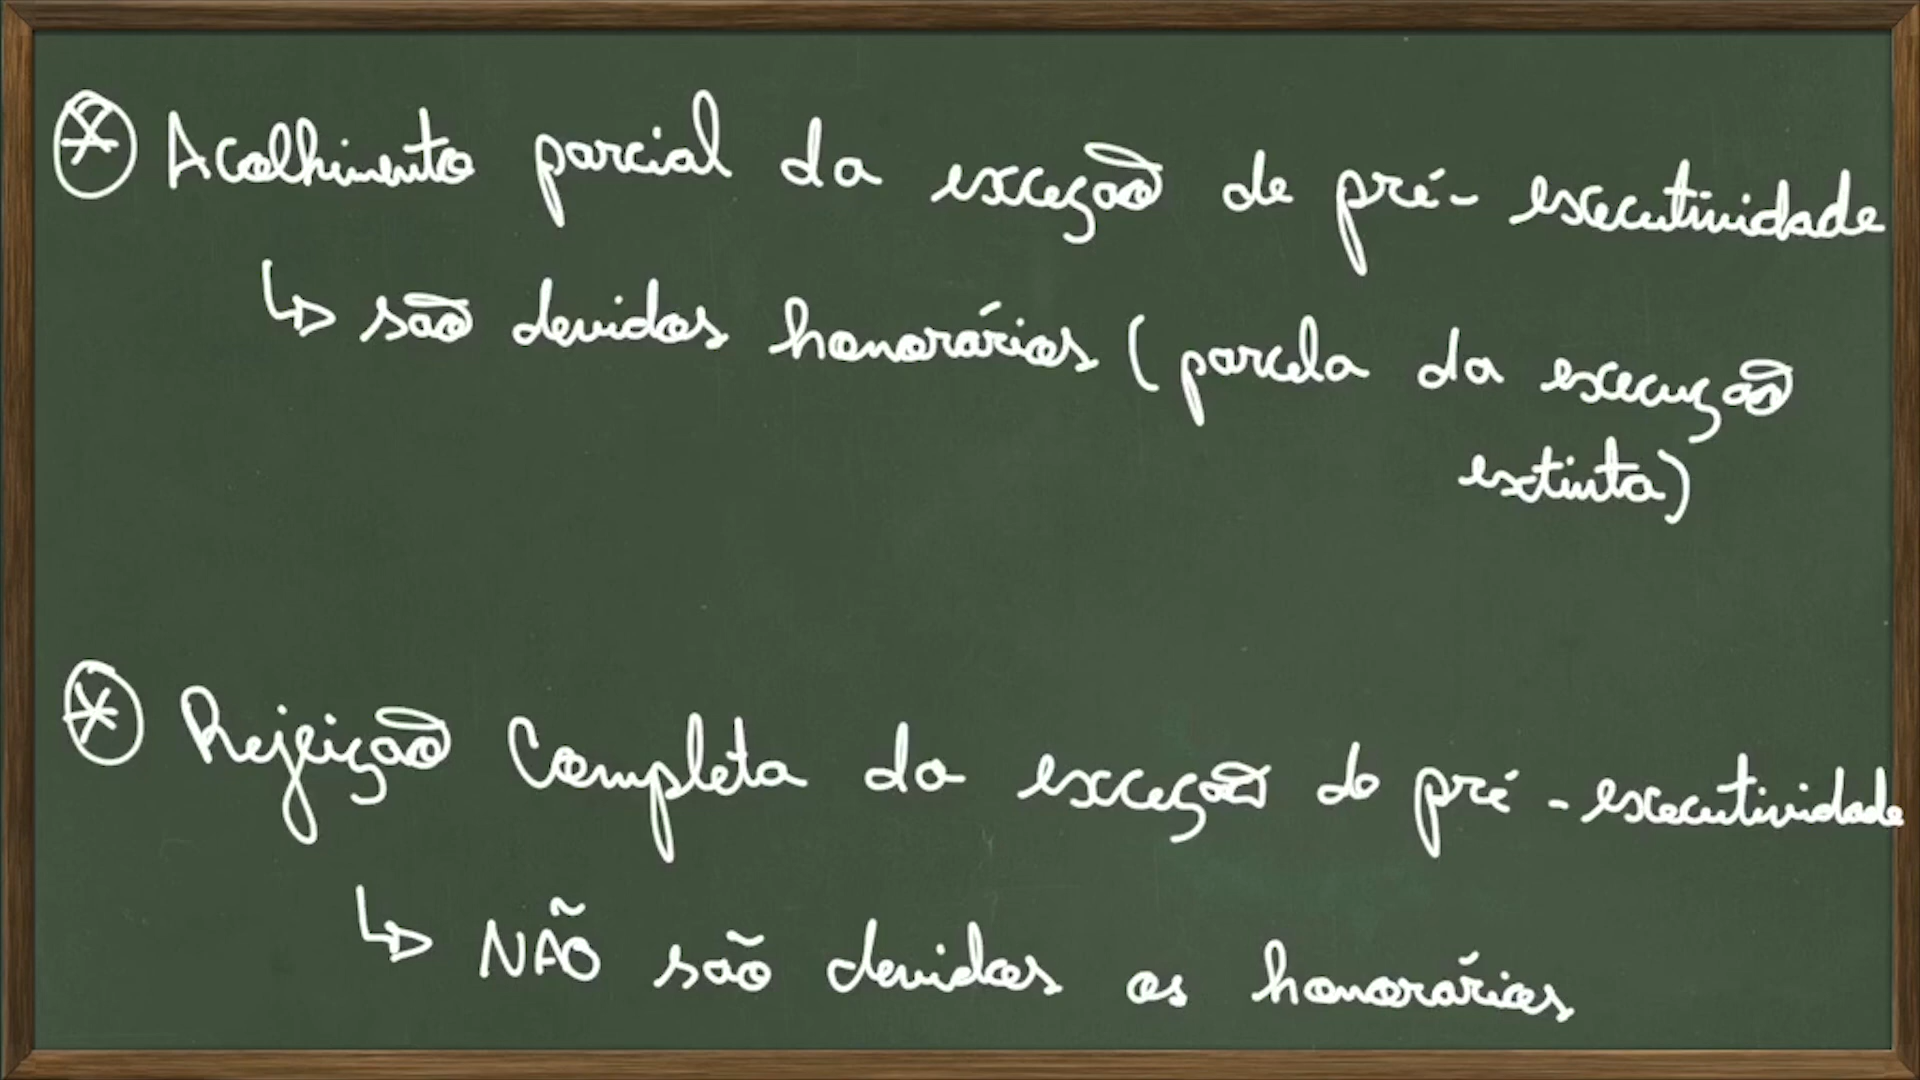 Acolhimento parcial da exceção de pré-executividade
↳ são devidos honorários (parcela da execução
extinta)
Rejeição Completa da exceção de pré-executividade
↳ NÃO são devidos os honorários